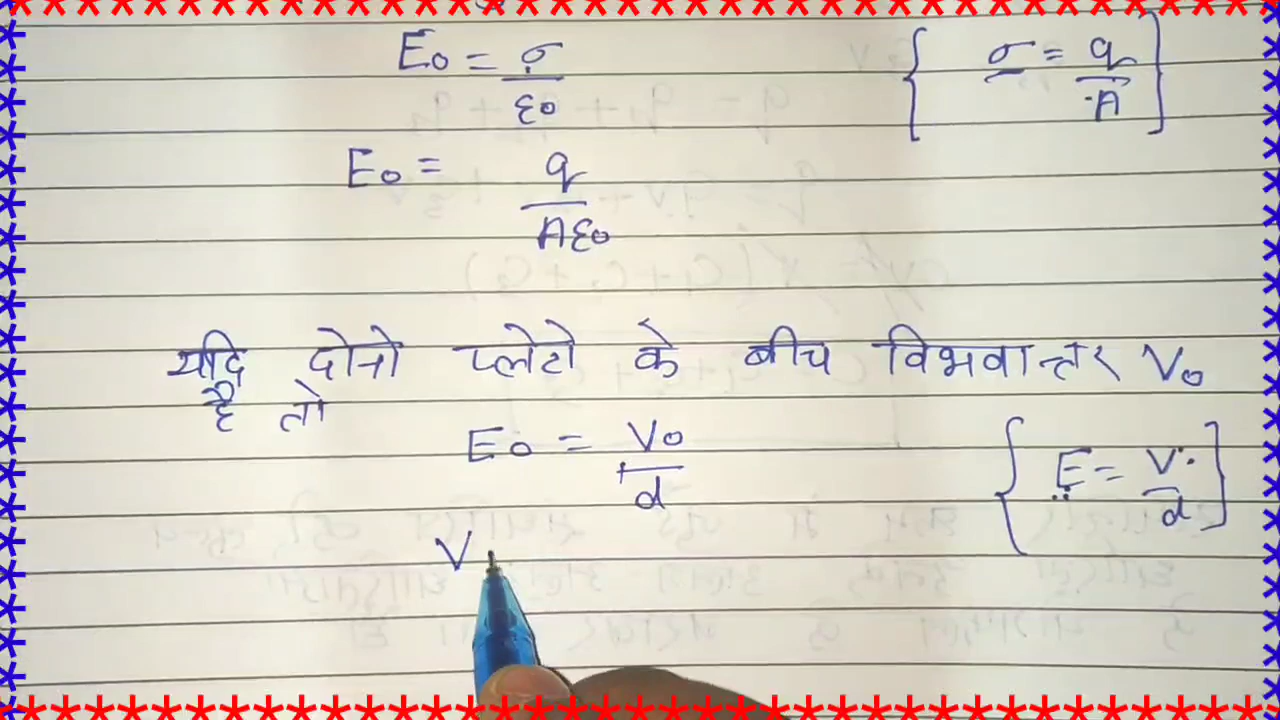 E₀ = σ/ε₀ { σ = q/A ]
E₀ = q/Aε₀
यदि दोनो प्लेटो के बीच विभवान्तर V₀
है तो
E₀ = V₀/d { E = V/d ]
V